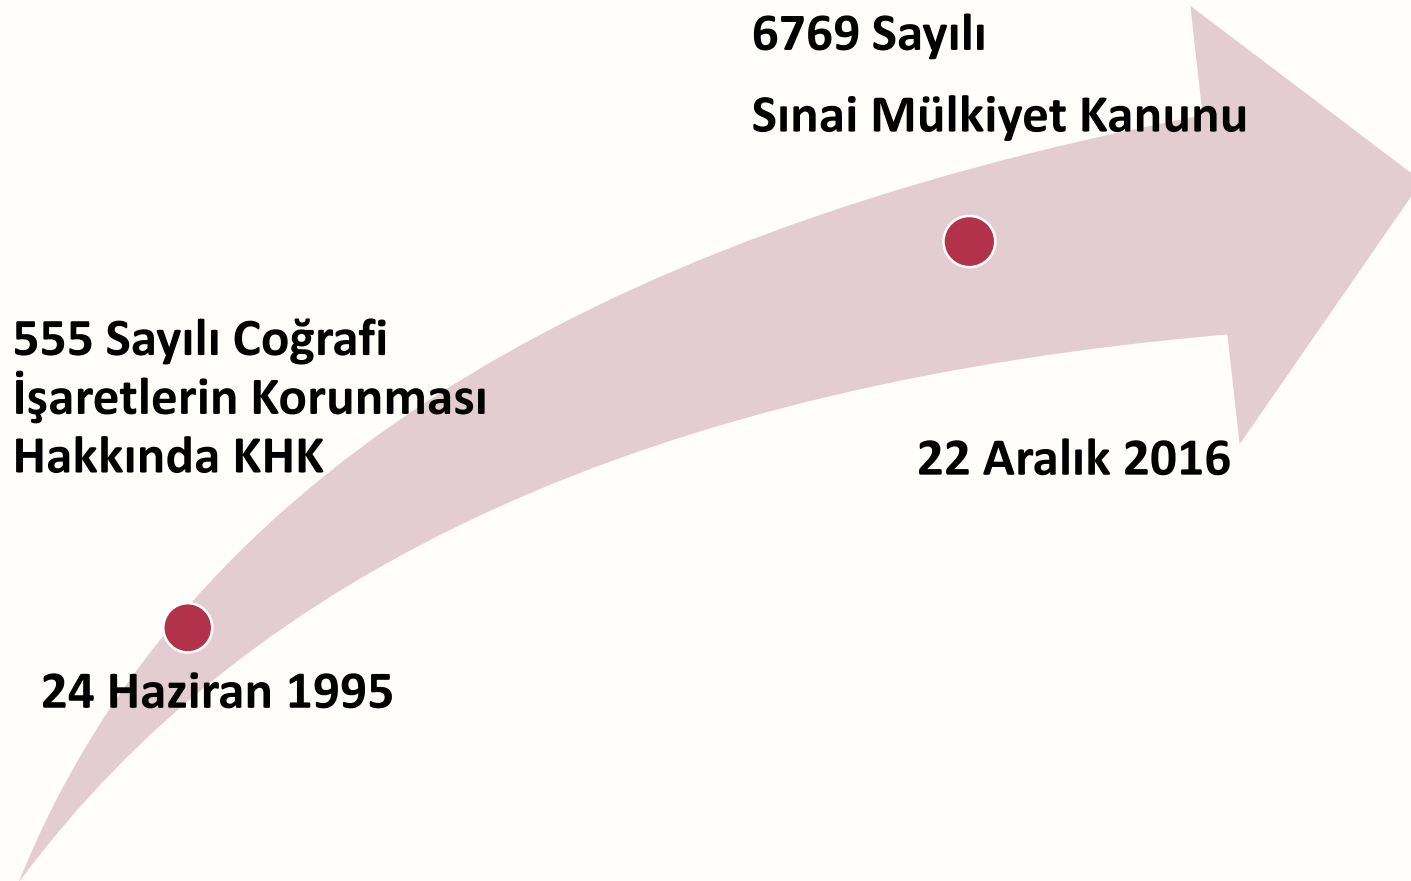 6769 Sayılı
Sınai Mülkiyet Kanunu
555 Sayılı Coğrafi
İşaretlerin Korunması
Hakkında KHK
22 Aralık 2016
24 Haziran 1995